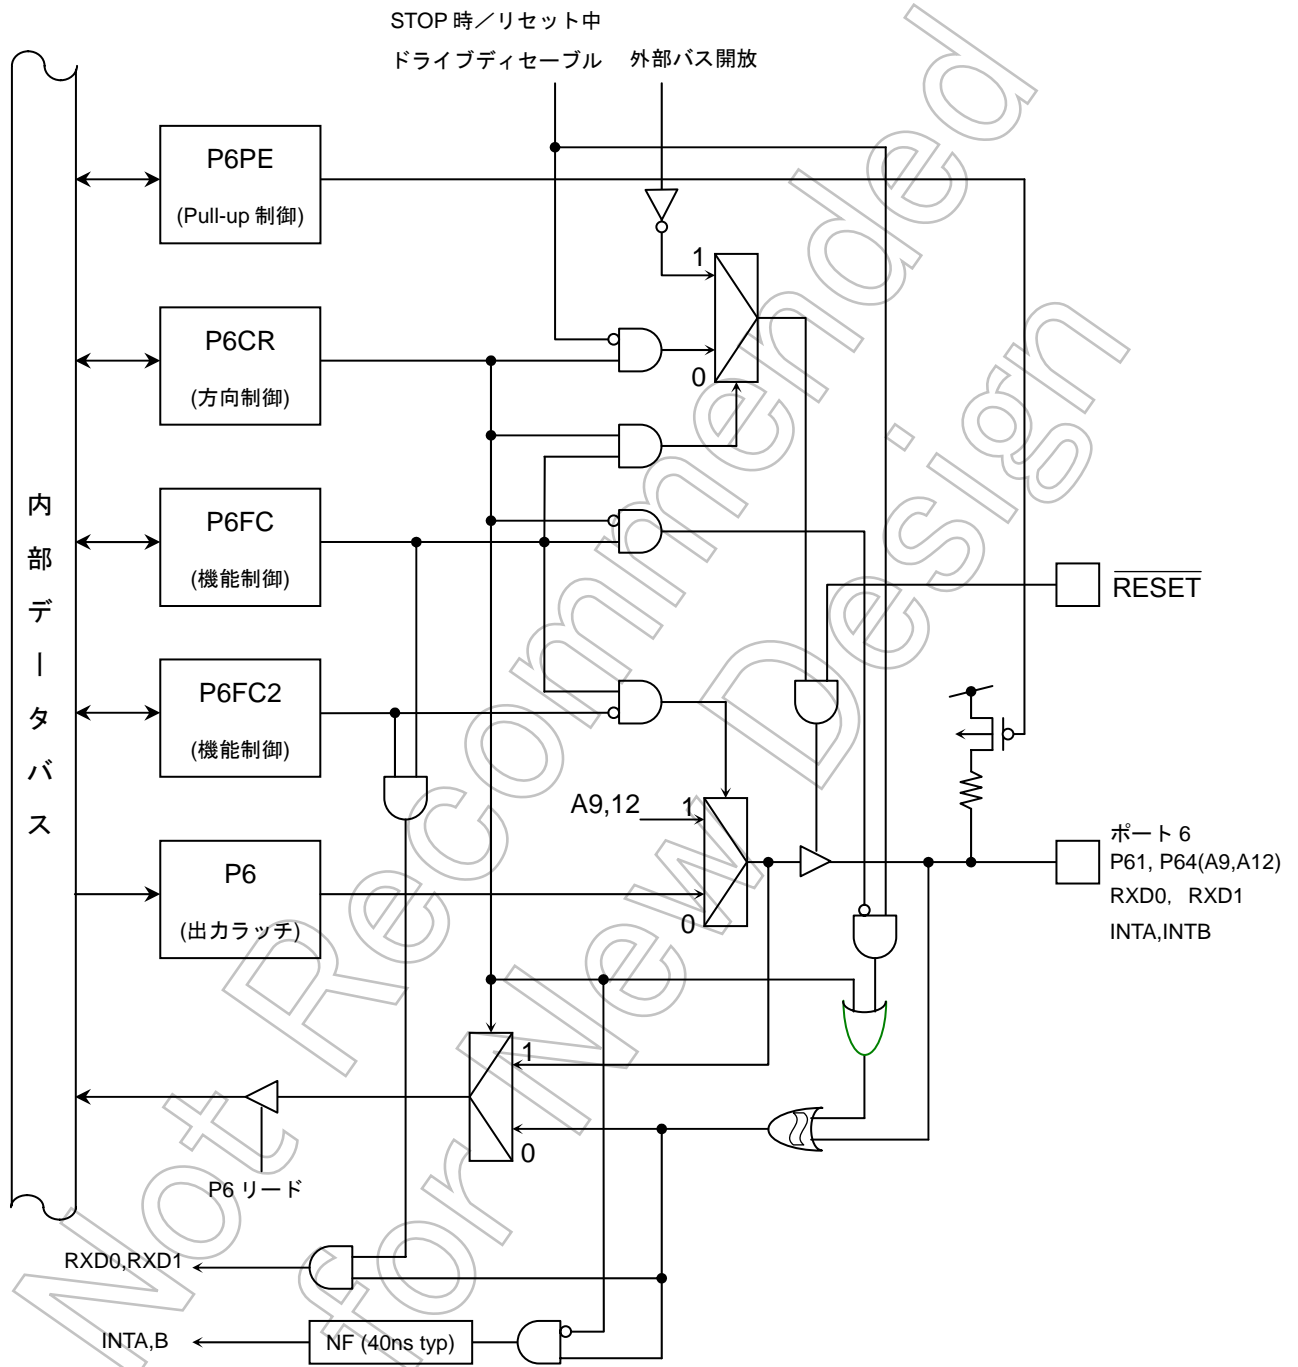 STOP 時／リセット中
ドライブディセーブル
外部バス開放
P6PE
(Pull-up 制御)
1
P6CR
(方向制御)
0
内部データバス
P6FC
(機能制御)
RESET
P6FC2
(機能制御)
A9,12
1
P6
(出力ラッチ)
0
ポート 6
P61, P64(A9,A12)
RXD0, RXD1
INTA,INTB
1
0
P6 リード
RXD0,RXD1
INTA,B
NF (40ns typ)
Not Recommended
for New Design